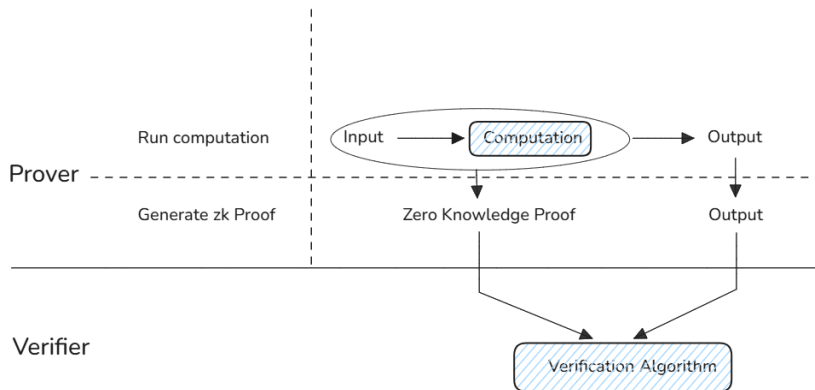 Run computation
Input
Computation
Output
Prover
Generate zk Proof
Zero Knowledge Proof
Output
Verifier
Verification Algorithm